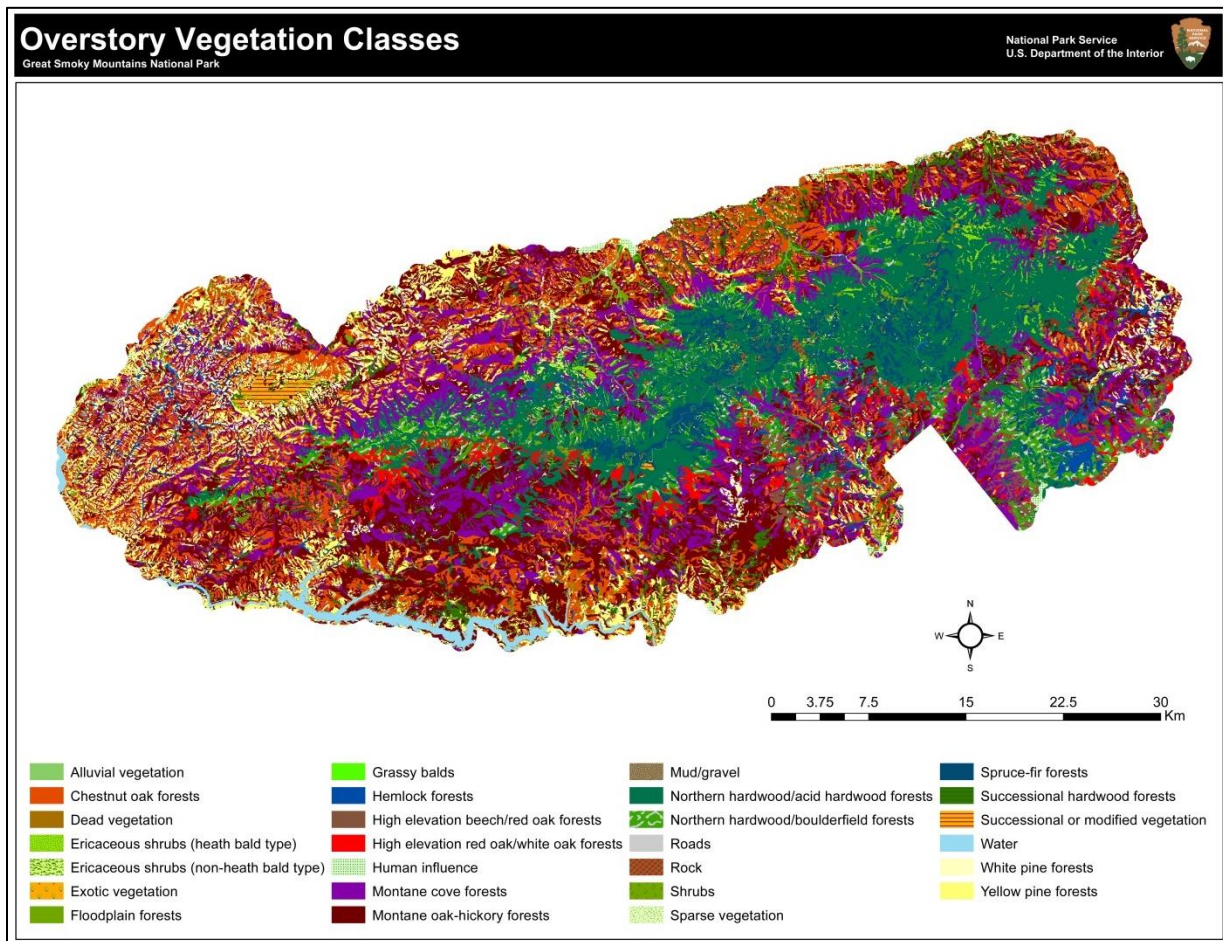 Overstory Vegetation Classes
Great Smoky Mountains National Park
National Park Service
U.S. Department of the Interior
N
W
E
S
0 3.75 7.5 15 22.5 30
Km
Alluvial vegetation
Chestnut oak forests
Dead vegetation
Ericaceous shrubs (heath bald type)
Ericaceous shrubs (non-heath bald type)
Exotic vegetation
Floodplain forests
Grassy balds
Hemlock forests
High elevation beech/red oak forests
High elevation red oak/white oak forests
Human influence
Montane cove forests
Montane oak-hickory forests
Mud/gravel
Northern hardwood/acid hardwood forests
Northern hardwood/boulderfield forests
Roads
Rock
Shrubs
Sparse vegetation
Spruce-fir forests
Successional hardwood forests
Successional or modified vegetation
Water
White pine forests
Yellow pine forests